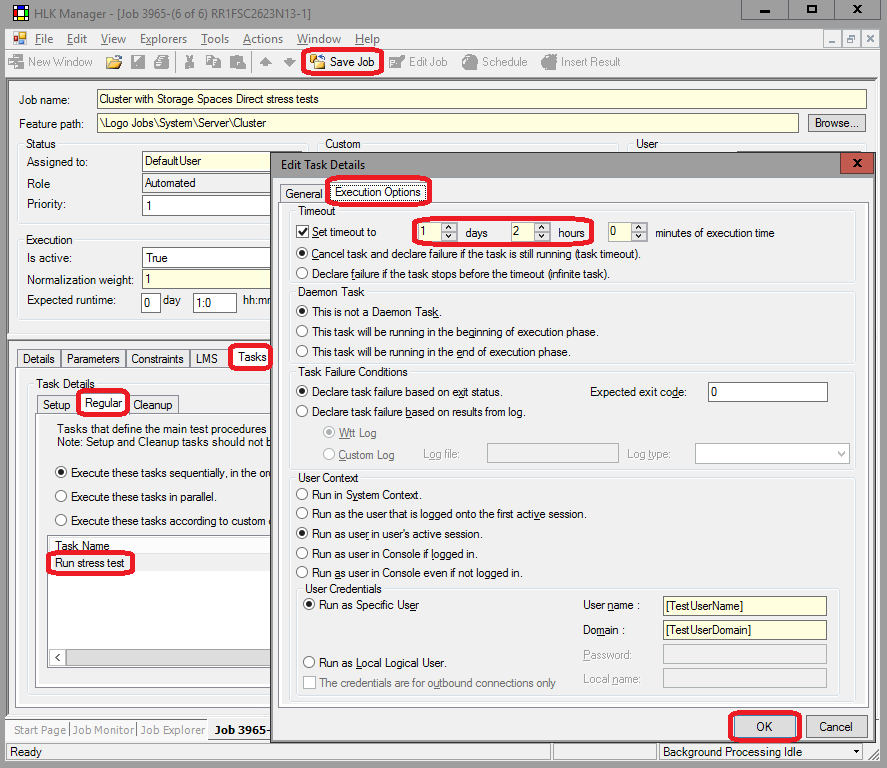 HLK Manager - [Job 3965-(6 of 6) RR1FSC2623N13-1]
File Edit View Explorers Tools Actions Window Help
New Window Save Job Edit Job Schedule Insert Result
Job name: Cluster with Storage Spaces Direct stress tests
Feature path: \Logo Jobs\System\Server\Cluster Browse...
Status Custom User
Assigned to: DefaultUser
Role Automated
Priority: 1
Execution
Is active: True
Normalization weight: 1
Expected runtime: 0 day 1:0 hh:mm
Details Parameters Constraints LMS Tasks
Task Details
Setup Regular Cleanup
Tasks that define the main test procedures
Note: Setup and Cleanup tasks should not b
Execute these tasks sequentially, in the or
Execute these tasks in parallel.
Execute these tasks according to custom
Task Name
Run stress test
Edit Task Details
General Execution Options
Timeout
Set timeout to 1 days 2 hours 0 minutes of execution time
Cancel task and declare failure if the task is still running (task timeout).
Declare failure if the task stops before the timeout (infinite task).
Daemon Task
This is not a Daemon Task.
This task will be running in the beginning of execution phase.
This task will be running in the end of execution phase.
Task Failure Conditions
Declare task failure based on exit status. Expected exit code: 0
Declare task failure based on results from log.
Wtt Log
Custom Log Log file: Log type:
User Context
Run in System Context.
Run as the user that is logged onto the first active session.
Run as user in user's active session.
Run as user in Console if logged in.
Run as user in Console even if not logged in.
User Credentials
Run as Specific User User name : [TestUserName]
Domain : [TestUserDomain]
Password:
Run as Local Logical User.
The credentials are for outbound connections only Local name:
OK Cancel
Start Page Job Monitor Job Explorer Job 3965-
Ready Background Processing Idle